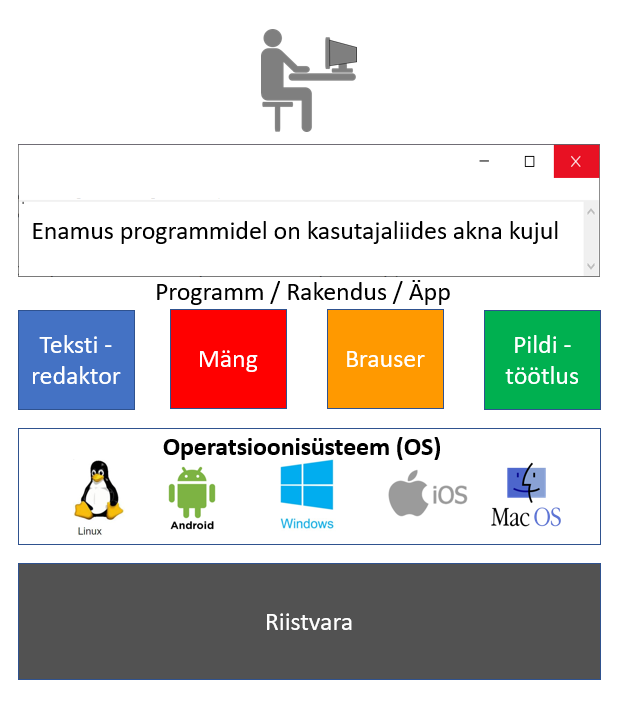 X
Enamus programmidel on kasutajaliides akna kujul
Programm / Rakendus / Äpp
Teksti -
redaktor
Mäng
Brauser
Pildi -
töötlus
Operatsioonisüsteem (OS)
Linux
Android
Windows
iOS
Mac OS
Riistvara